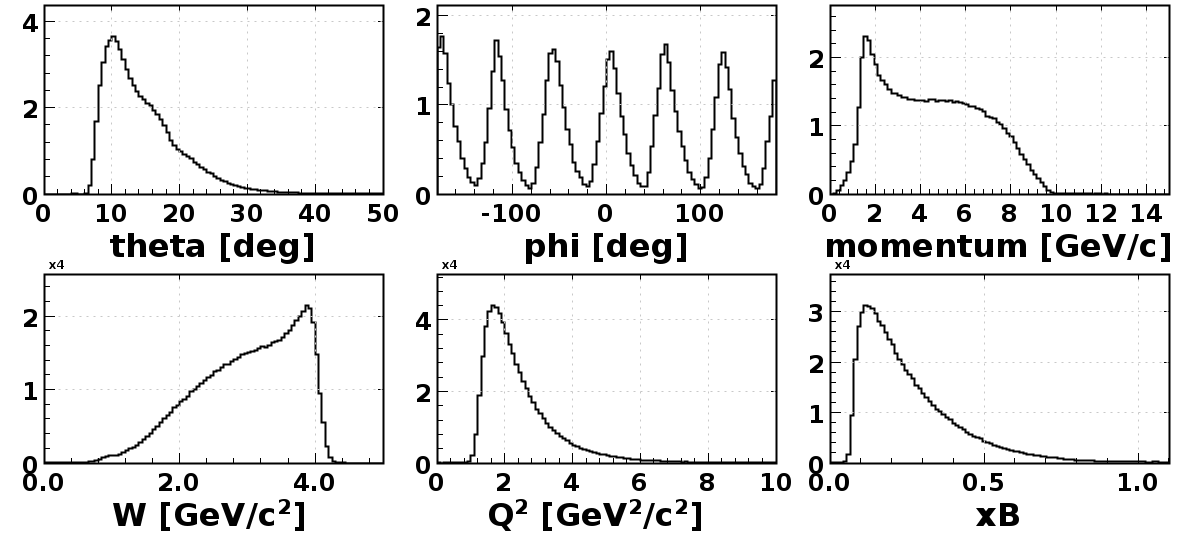 4
2
0
0 10 20 30 40 50
theta [deg]
2
1
0
-100 0 100
phi [deg]
2
1
0
0 2 4 6 8 10 12 14
momentum [GeV/c]
x4
2
1
0
0.0 2.0 4.0
W [GeV/c²]
x4
4
2
0
0 2 4 6 8 10
Q² [GeV²/c²]
x4
3
2
1
0
0.0 0.5 1.0
xB